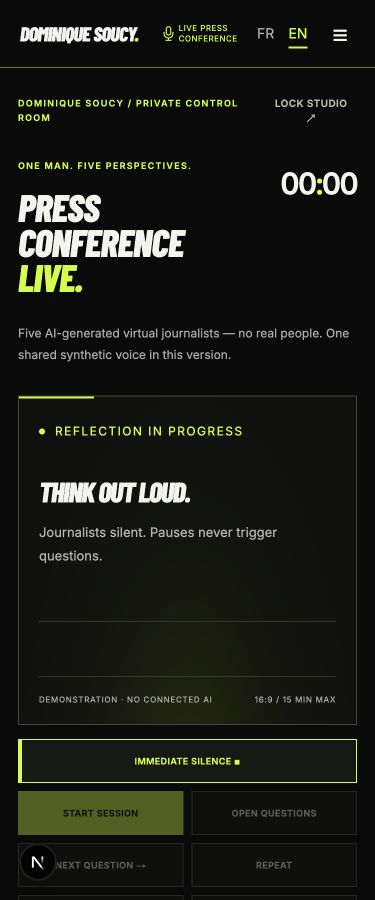 DOMINIQUE SOUCY.
LIVE PRESS
CONFERENCE
FR EN
DOMINIQUE SOUCY / PRIVATE CONTROL
ROOM
LOCK STUDIO
↗
ONE MAN. FIVE PERSPECTIVES.
00:00
PRESS
CONFERENCE
LIVE.
Five AI-generated virtual journalists — no real people. One
shared synthetic voice in this version.
REFLECTION IN PROGRESS
THINK OUT LOUD.
Journalists silent. Pauses never trigger
questions.
DEMONSTRATION · NO CONNECTED AI
16:9 / 15 MIN MAX
IMMEDIATE SILENCE ■
START SESSION
OPEN QUESTIONS
N
NEXT QUESTION →
REPEAT